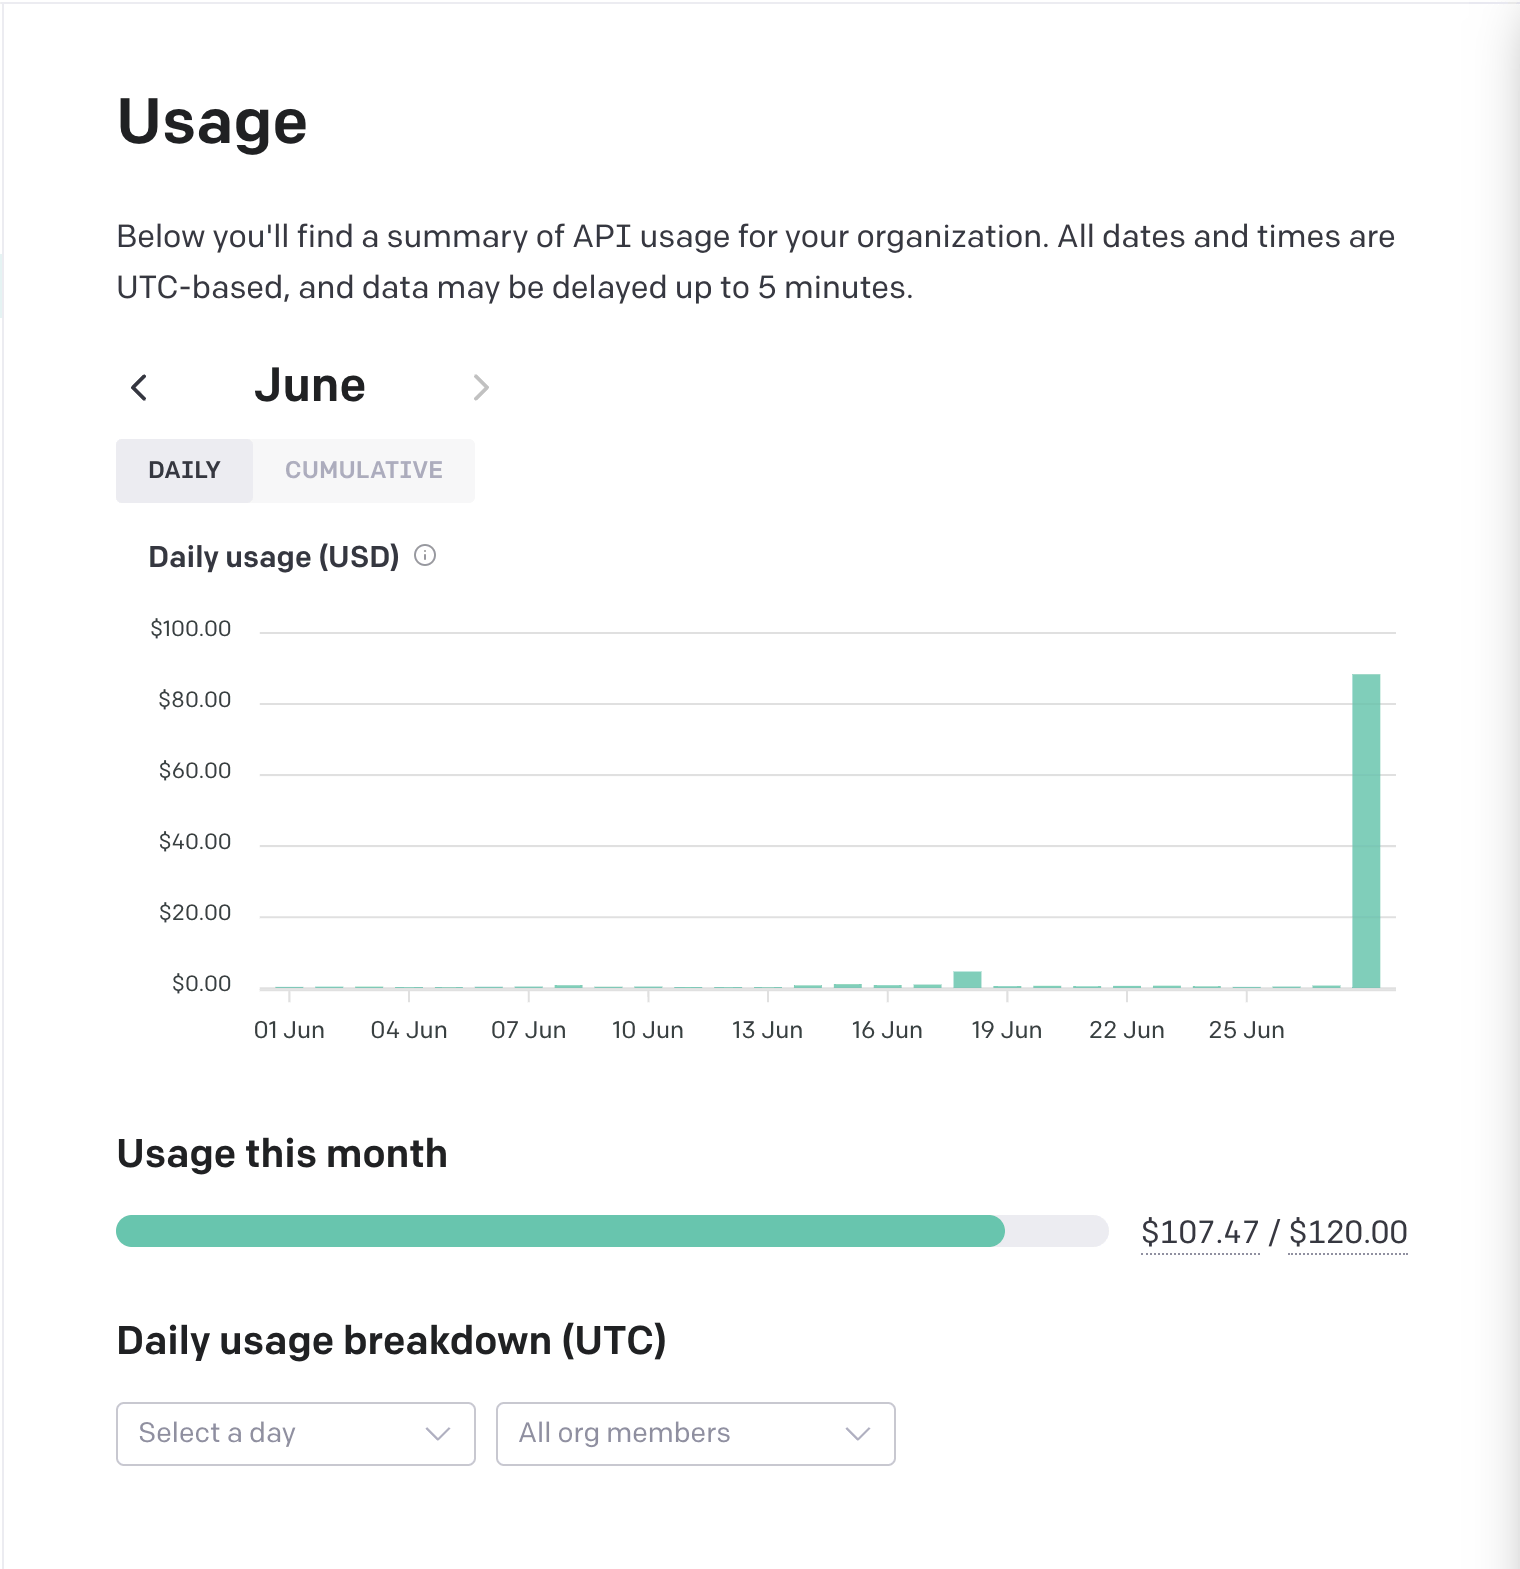 Usage
Below you'll find a summary of API usage for your organization. All dates and times are
UTC-based, and data may be delayed up to 5 minutes.
June
DAILY CUMULATIVE
Daily usage (USD)
$100.00
$80.00
$60.00
$40.00
$20.00
$0.00
01 Jun 04 Jun 07 Jun 10 Jun 13 Jun 16 Jun 19 Jun 22 Jun 25 Jun
Usage this month
$107.47 / $120.00
Daily usage breakdown (UTC)
Select a day All org members